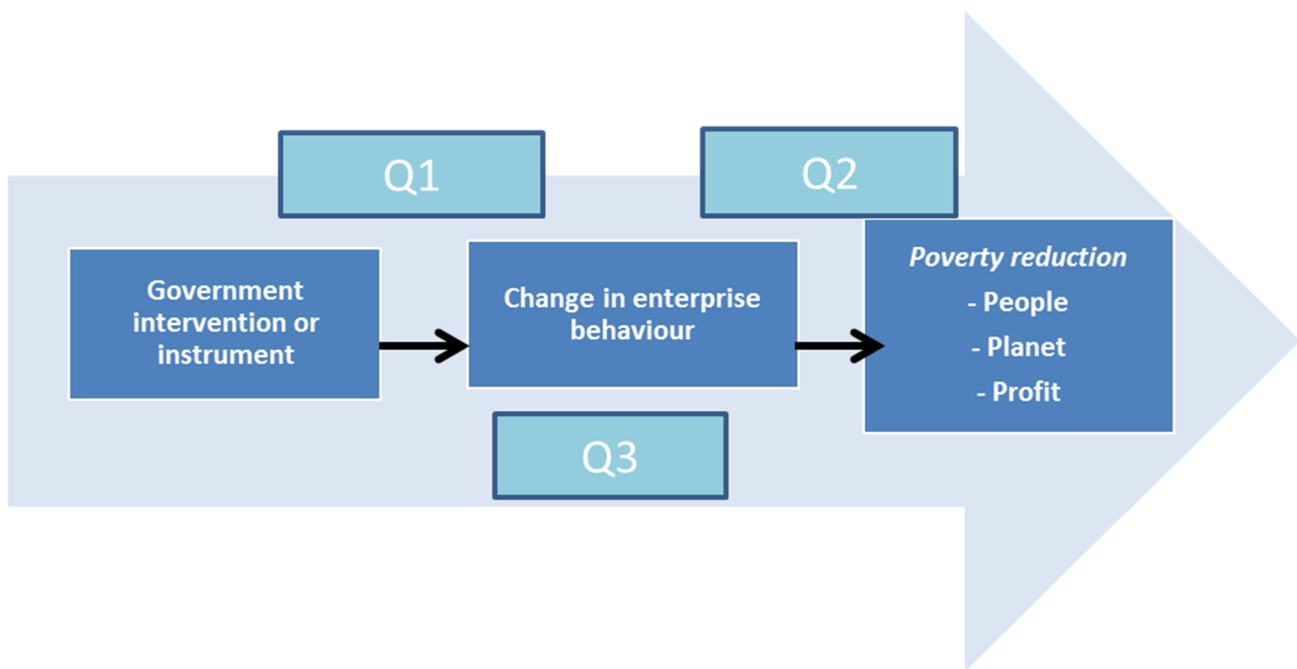 Q1
Q2
Government
intervention or
instrument
Change in enterprise
behaviour
Poverty reduction
- People
- Planet
- Profit
Q3